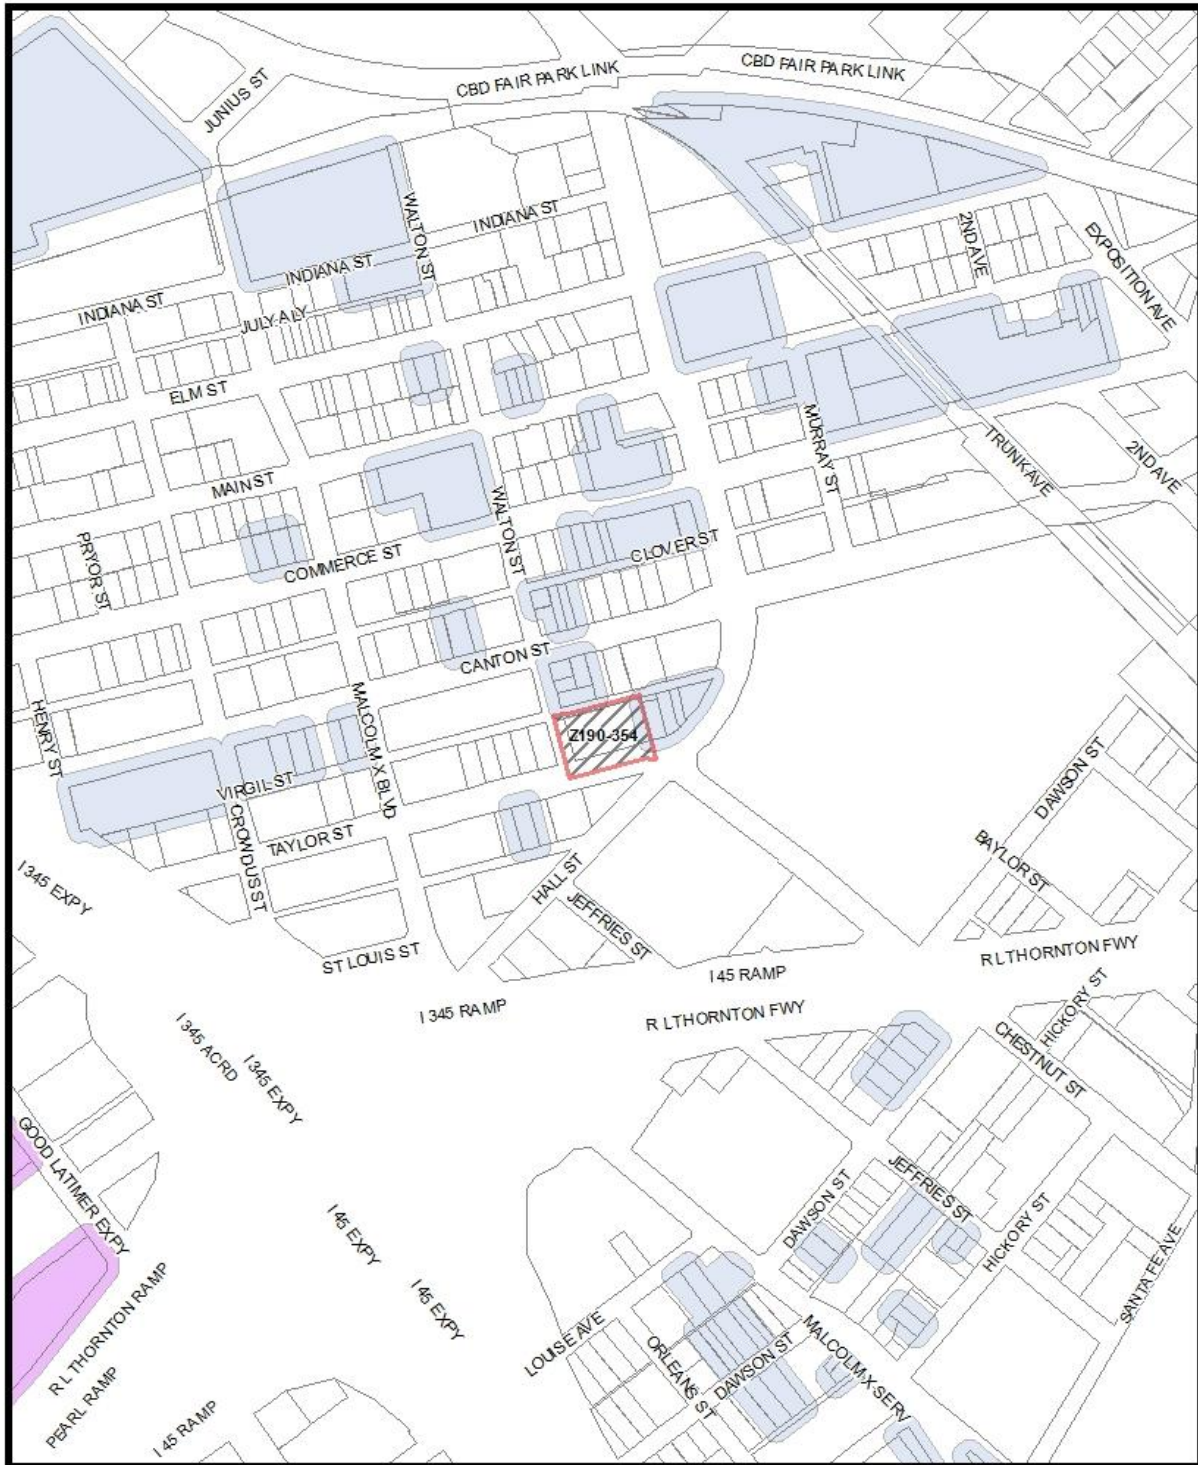 CBD FAIR PARK LINK
CBD FAIR PARK LINK
JUNIUS ST
WALTON ST
INDIANA ST
2ND AVE
EXPOSITION AVE
INDIANA ST
INDIANA ST
JULY ALY
ELM ST
MURRAY ST
TRUNK AVE
2ND AVE
MAIN ST
WALTON ST
PRYOR ST
COMMERCE ST
CLOVER ST
CANTON ST
HENRY ST
MALCOLM X BLVD
Z190-354
DAWSON ST
VIRGIL ST
CROWDUS ST
TAYLOR ST
BAYLOR ST
HALL ST
I 345 EXPY
JEFFRIES ST
ST LOUIS ST
R L THORNTON FWY
I 45 RAMP
I 345 RAMP
R L THORNTON FWY
HICKORY ST
CHESTNUT ST
I 345 ACRD
I 345 EXPY
GOOD LATIMER EXPY
JEFFRIES ST
DAWSON ST
HICKORY ST
I 45 EXPY
SANTA FE AVE
I 45 EXPY
R L THORNTON RAMP
LOUISE AVE
ORLEANS ST
DAWSON ST
MALCOLM X SERV
PEARL RAMP
I 45 RAMP